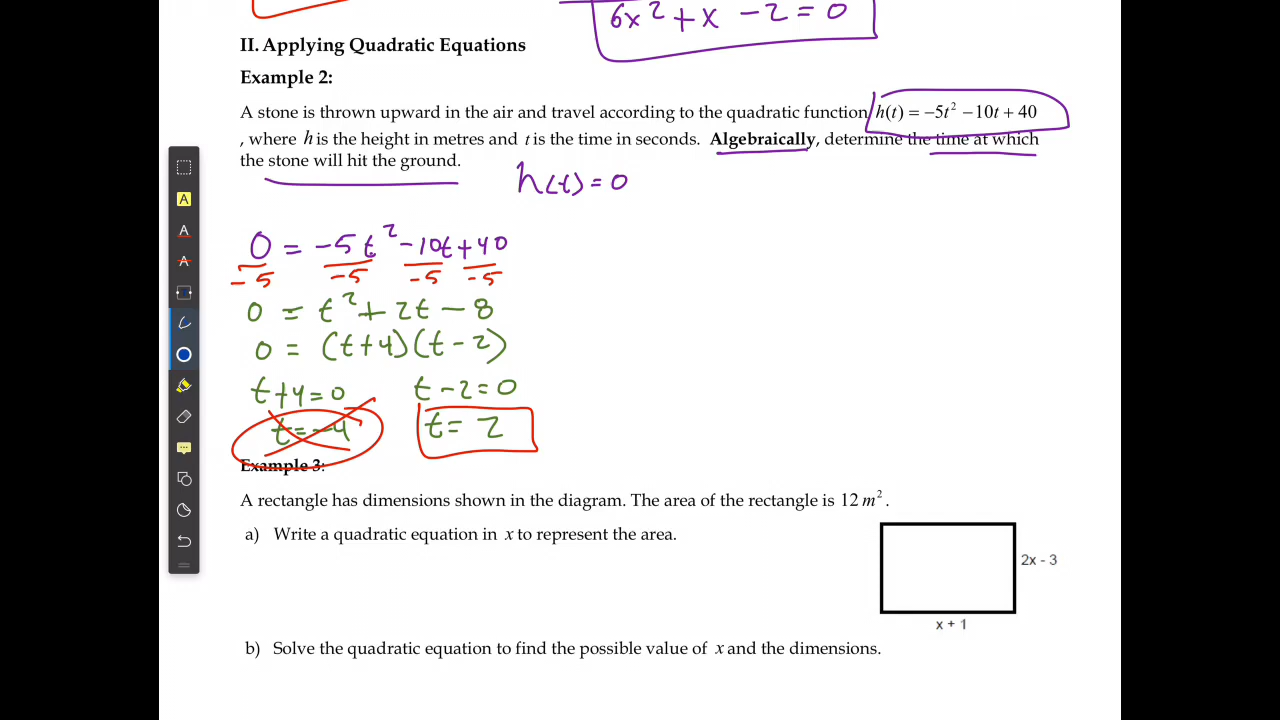 6x² + x - 2 = 0
II. Applying Quadratic Equations
Example 2:
A stone is thrown upward in the air and travel according to the quadratic function h(t) = −5t² − 10t + 40
, where h is the height in metres and t is the time in seconds. Algebraically, determine the time at which
the stone will hit the ground.
h(t) = 0
0 = -5t² - 10t + 40
-5 -5 -5 -5
0 = t² + 2t - 8
0 = (t+4)(t-2)
t+4=0 t-2=0
t=-4 t=2
Example 3:
A rectangle has dimensions shown in the diagram. The area of the rectangle is 12 m².
a) Write a quadratic equation in x to represent the area.
2x - 3
x + 1
b) Solve the quadratic equation to find the possible value of x and the dimensions.
A
A
A